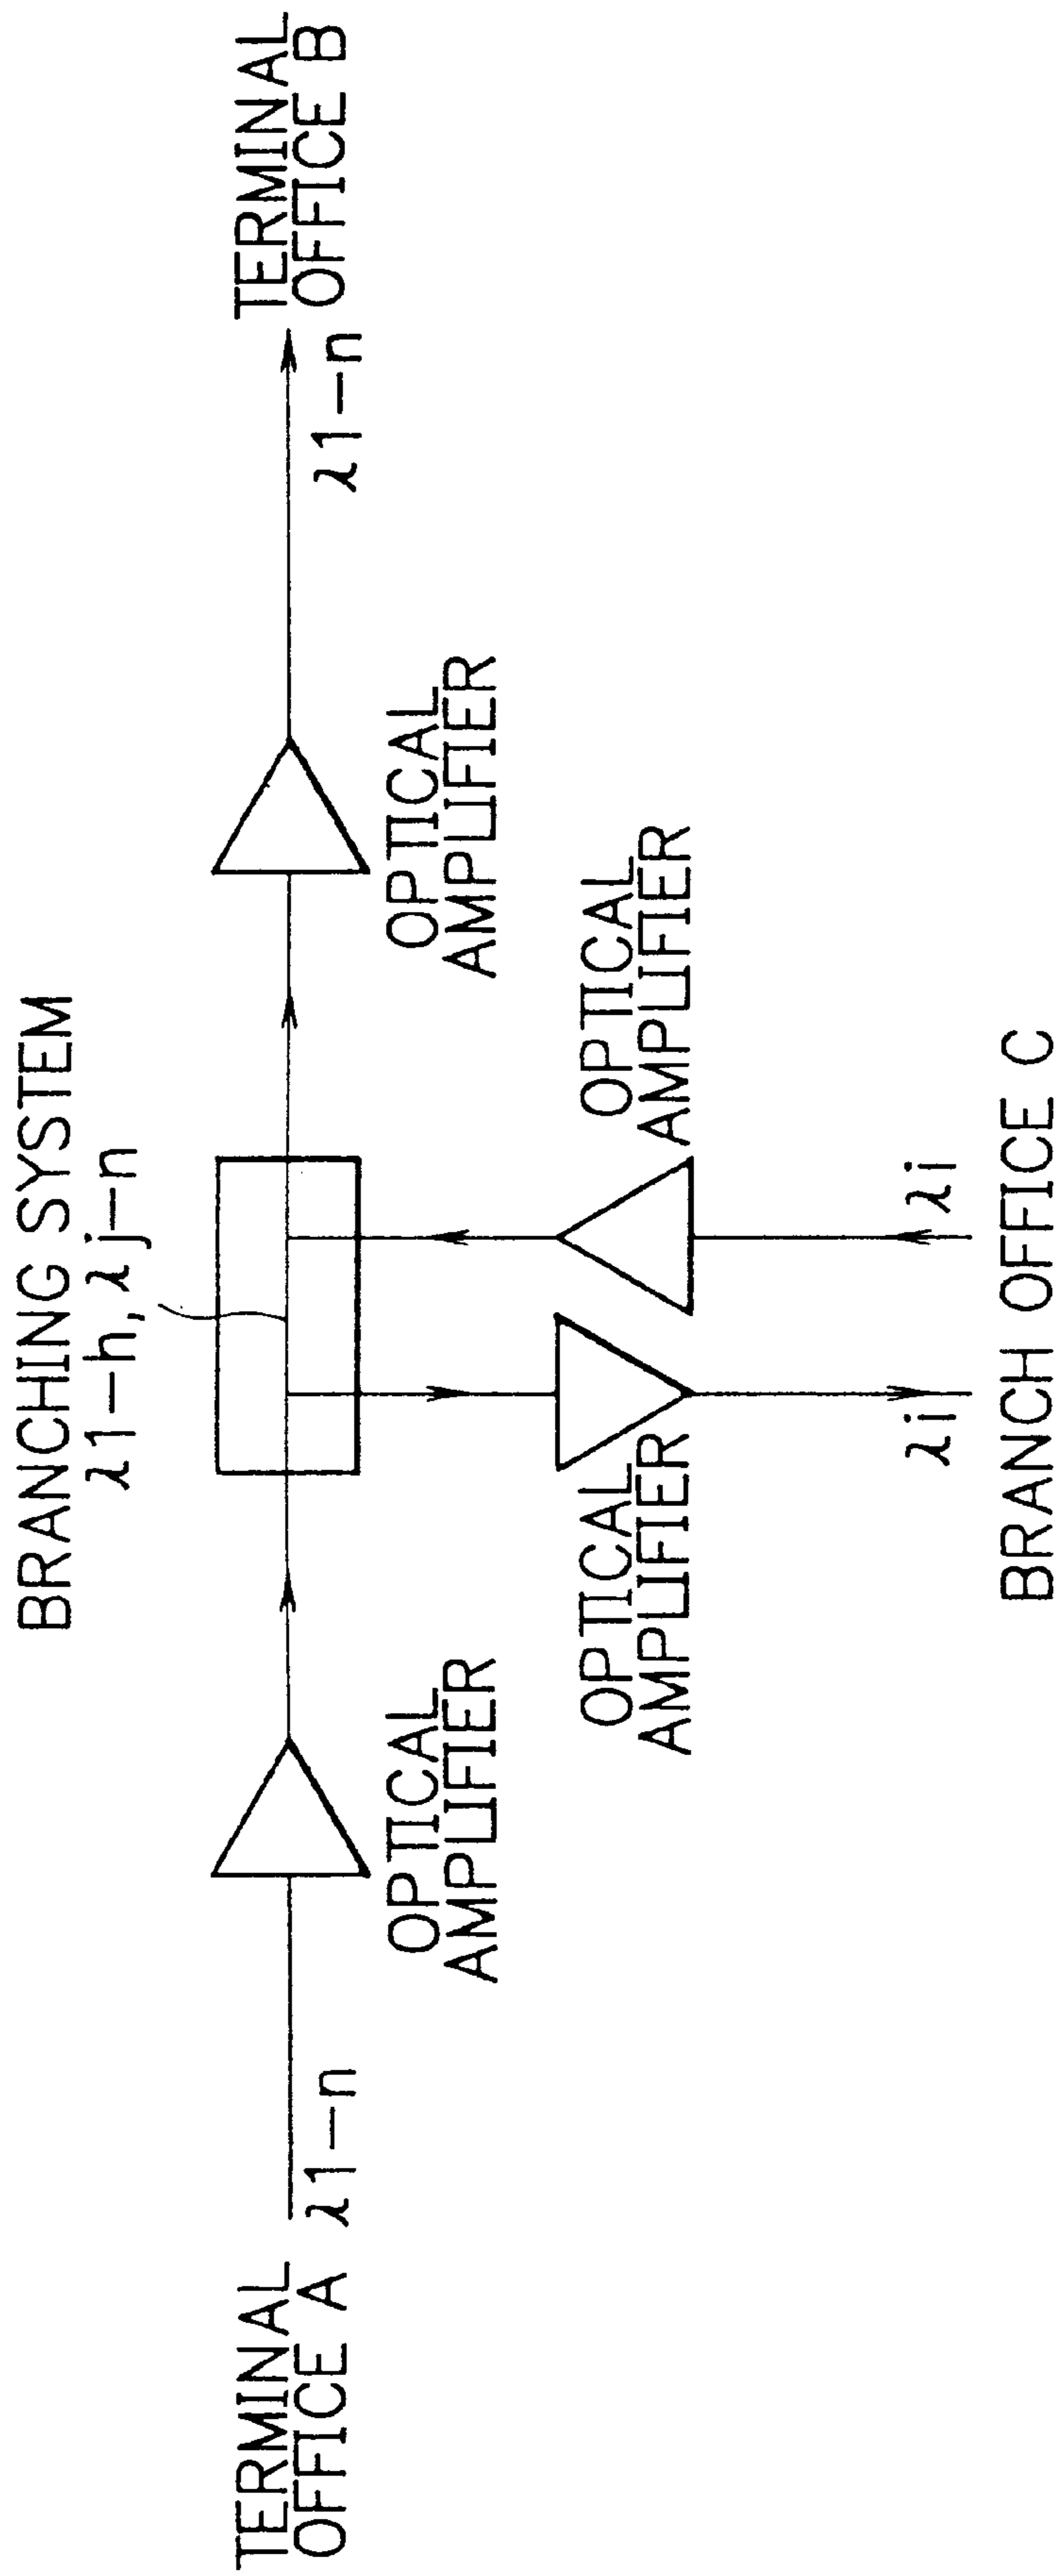 BRANCHING SYSTEM
λ1-h, λj-n
TERMINAL
OFFICE A
λ1-n
OPTICAL
AMPLIFIER
OPTICAL
AMPLIFIER
TERMINAL
OFFICE B
λ1-n
OPTICAL
AMPLIFIER
OPTICAL
AMPLIFIER
λi
λi
BRANCH OFFICE C